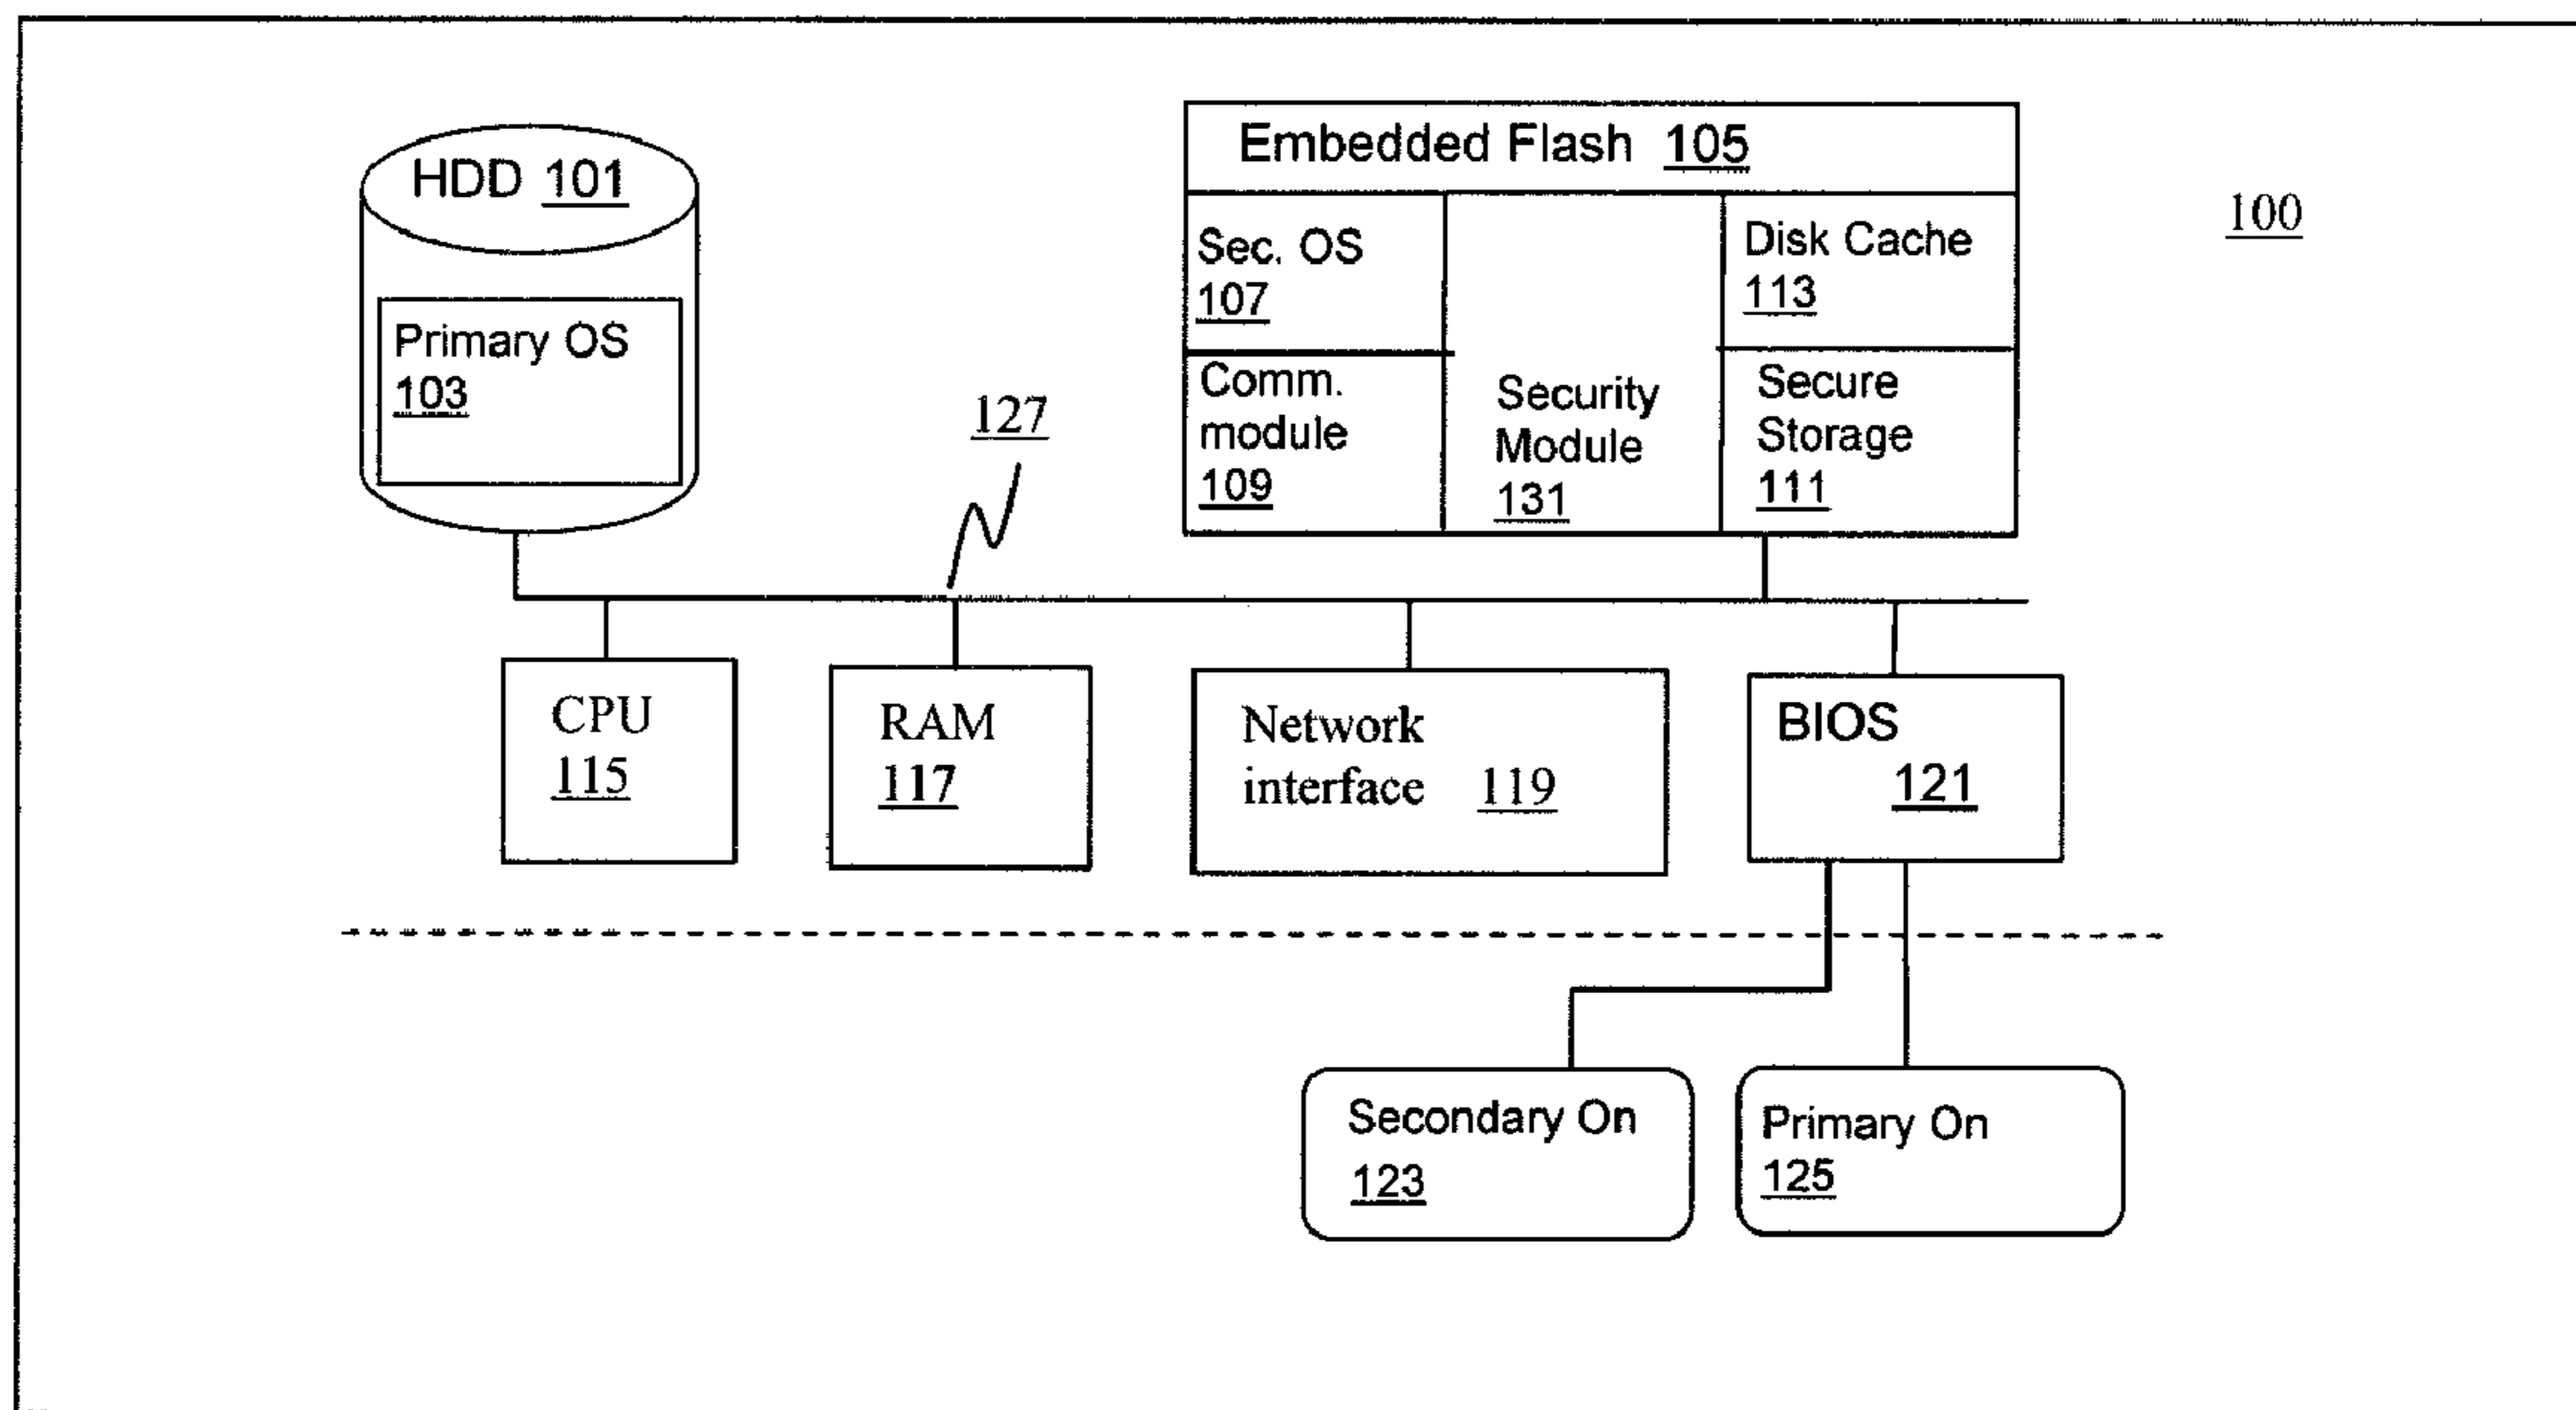 HDD 101
Primary OS
103
Embedded Flash 105
Sec. OS
107
Comm.
module
109
Security
Module
131
Disk Cache
113
Secure
Storage
111
100
127
CPU
115
RAM
117
Network
interface 119
BIOS
121
Secondary On
123
Primary On
125